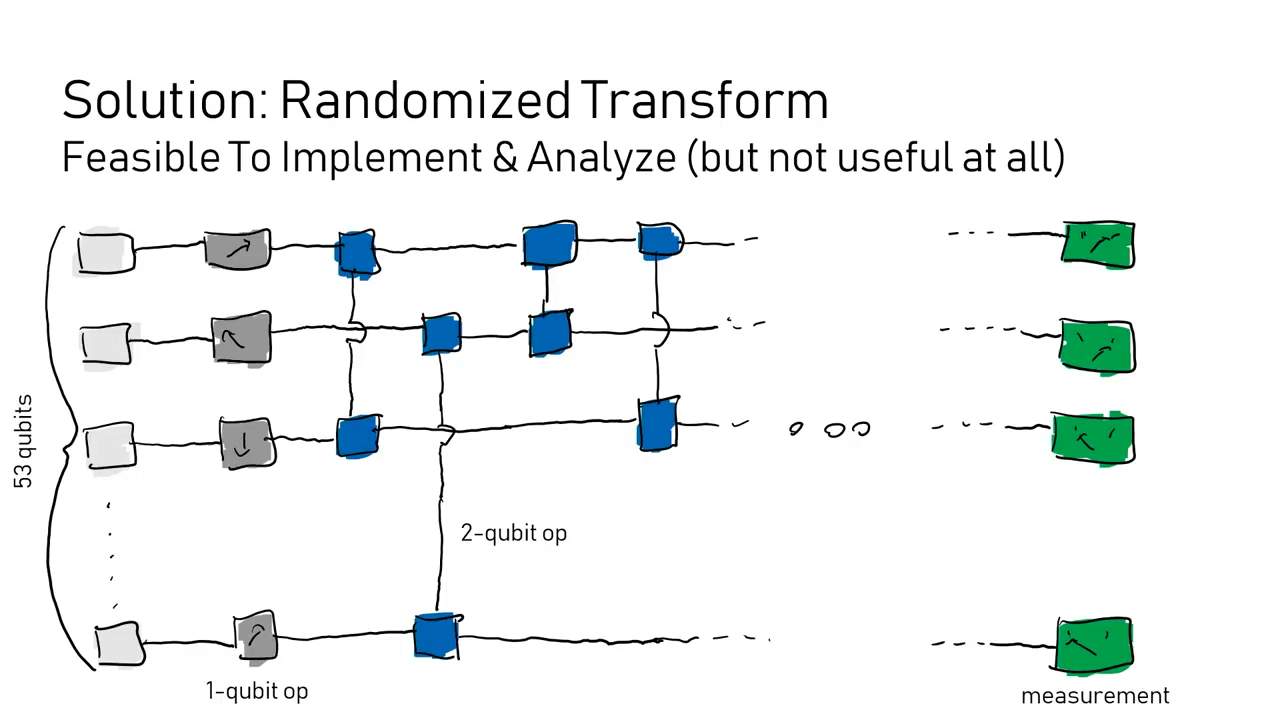 Solution: Randomized Transform
Feasible To Implement & Analyze (but not useful at all)
53 qubits
2-qubit op
1-qubit op
measurement